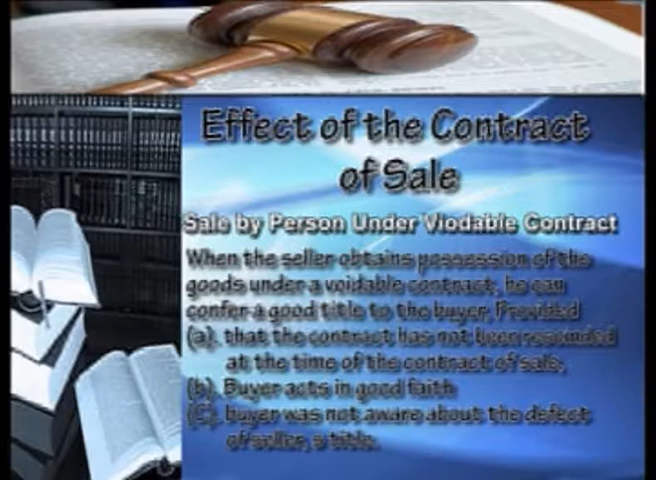 Effect of the Contract
of Sale
Sale by Person Under Viodable Contract
When the seller obtains possession of the
goods under a voidable contract, he can
confer a good title to the buyer, Provided
(a). that the contract has not been rescinded
at the time of the contract of sale.
(b). Buyer acts in good faith
(C). buyer was not aware about the defect
of seller,s title.